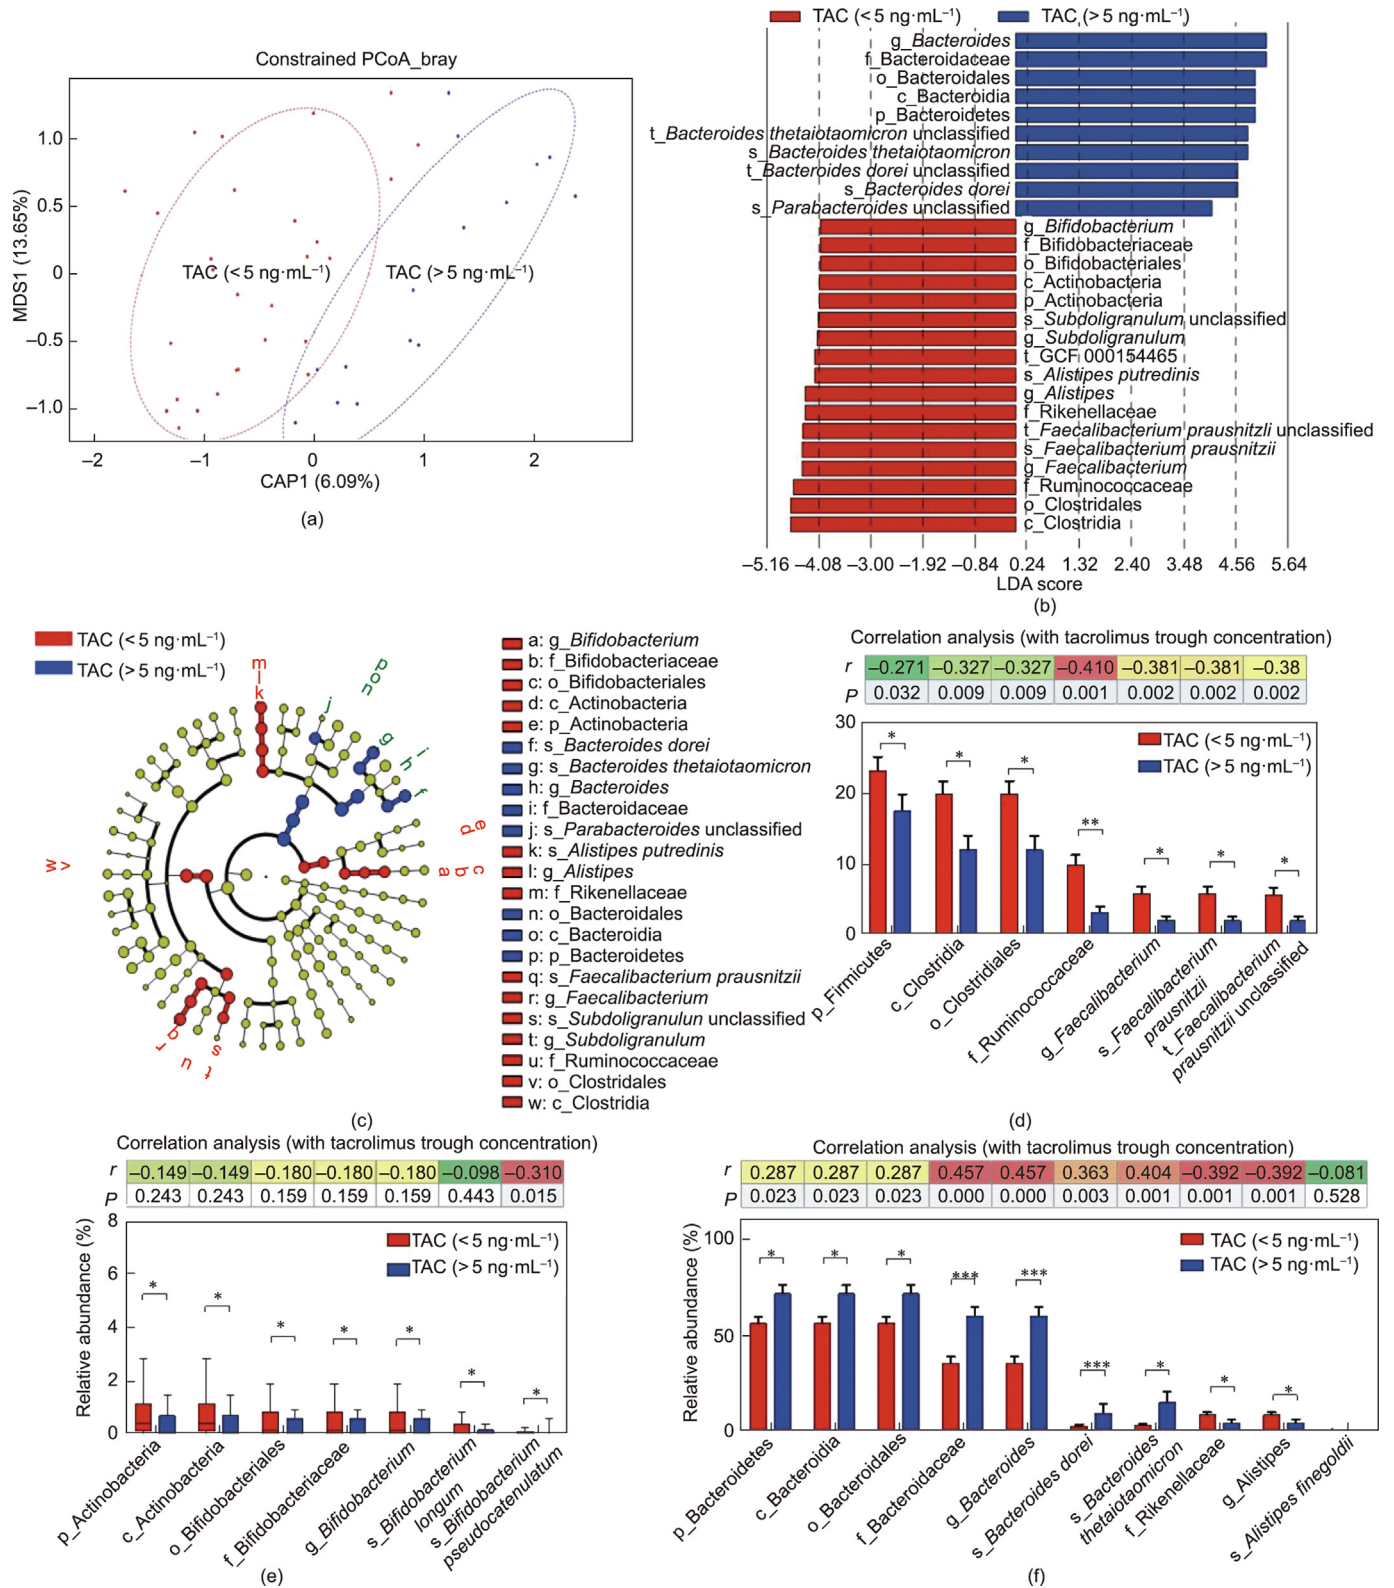 Constrained PCoA_bray
MDS1 (13.65%)
1.0
0.5
0
–0.5
–1.0
TAC (< 5 ng·mL–1)
TAC (> 5 ng·mL–1)
–2
–1
0
1
2
CAP1 (6.09%)
(a)
TAC (< 5 ng·mL–1)
TAC (> 5 ng·mL–1)
g_Bacteroides
f_Bacteroidaceae
o_Bacteroidales
c_Bacteroidia
p_Bacteroidetes
t_Bacteroides thetaiotaomicron unclassified
s_Bacteroides thetaiotaomicron
t_Bacteroides dorei unclassified
s_Bacteroides dorei
s_Parabacteroides unclassified
g_Bifidobacterium
f_Bifidobacteriaceae
o_Bifidobacteriales
c_Actinobacteria
p_Actinobacteria
s_Subdoligranulum unclassified
g_Subdoligranulum
t_GCF 000154465
s_Alistipes putredinis
g_Alistipes
f_Rikenellaceae
t_Faecalibacterium prausnitzli unclassified
s_Faecalibacterium prausnitzii
g_Faecalibacterium
f_Ruminococcaceae
o_Clostridales
c_Clostridia
–5.16 –4.08 –3.00 –1.92 –0.84 0.24 1.32 2.40 3.48 4.56 5.64
LDA score
(b)
TAC (< 5 ng·mL–1)
TAC (> 5 ng·mL–1)
m
l
k
p
o
n
j
g
i
h
f
e
d
c
b
a
w
v
q
r
u
s
t
a: g_Bifidobacterium
b: f_Bifidobacteriaceae
c: o_Bifidobacteriales
d: c_Actinobacteria
e: p_Actinobacteria
f: s_Bacteroides dorei
g: s_Bacteroides thetaiotaomicron
h: g_Bacteroides
i: f_Bacteroidaceae
j: s_Parabacteroides unclassified
k: s_Alistipes putredinis
l: g_Alistipes
m: f_Rikenellaceae
n: o_Bacteroidales
o: c_Bacteroidia
p: p_Bacteroidetes
q: s_Faecalibacterium prausnitzii
r: g_Faecalibacterium
s: s_Subdoligranulun unclassified
t: g_Subdoligranulum
u: f_Ruminococcaceae
v: o_Clostridales
w: c_Clostridia
(c)
Correlation analysis (with tacrolimus trough concentration)
r –0.271 –0.327 –0.327 –0.410 –0.381 –0.381 –0.38
P 0.032 0.009 0.009 0.001 0.002 0.002 0.002
30
20
10
0
TAC (< 5 ng·mL–1)
TAC (> 5 ng·mL–1)
* * * ** * * *
p_Firmicutes
c_Clostridia
o_Clostridiales
f_Ruminococcaceae
g_Faecalibacterium
s_Faecalibacterium
prausnitzii
t_Faecalibacterium
prausnitzii unclassified
(d)
Correlation analysis (with tacrolimus trough concentration)
r –0.149 –0.149 –0.180 –0.180 –0.180 –0.098 –0.310
P 0.243 0.243 0.159 0.159 0.159 0.443 0.015
Relative abundance (%)
8
6
4
2
0
TAC (< 5 ng·mL–1)
TAC (> 5 ng·mL–1)
* * * * * * *
p_Actinobacteria
c_Actinobacteria
o_Bifidobacteriales
f_Bifidobacteriaceae
g_Bifidobacterium
s_Bifidobacterium
longum
s_Bifidobacterium
pseudocatenulatum
(e)
Correlation analysis (with tacrolimus trough concentration)
r 0.287 0.287 0.287 0.457 0.457 0.363 0.404 –0.392 –0.392 –0.081
P 0.023 0.023 0.023 0.000 0.000 0.003 0.001 0.001 0.001 0.528
Relative abundance (%)
100
50
0
TAC (< 5 ng·mL–1)
TAC (> 5 ng·mL–1)
* * * *** *** *** * * *
p_Bacteroidetes
c_Bacteroidia
o_Bacteroidales
f_Bacteroidaceae
g_Bacteroides
s_Bacteroides dorei
s_Bacteroides
thetaiotaomicron
f_Rikenellaceae
g_Alistipes
s_Alistipes finegoldii
(f)